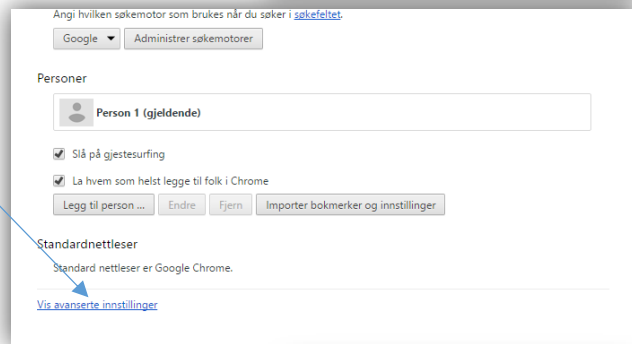 Angi hvilken søkemotor som brukes når du søker i søkefeltet.
Google Administrer søkemotorer
Personer
Person 1 (gjeldende)
Slå på gjestesurfing
La hvem som helst legge til folk i Chrome
Legg til person ... Endre Fjern Importer bokmerker og innstillinger
Standardnettleser
Standard nettleser er Google Chrome.
Vis avanserte innstillinger